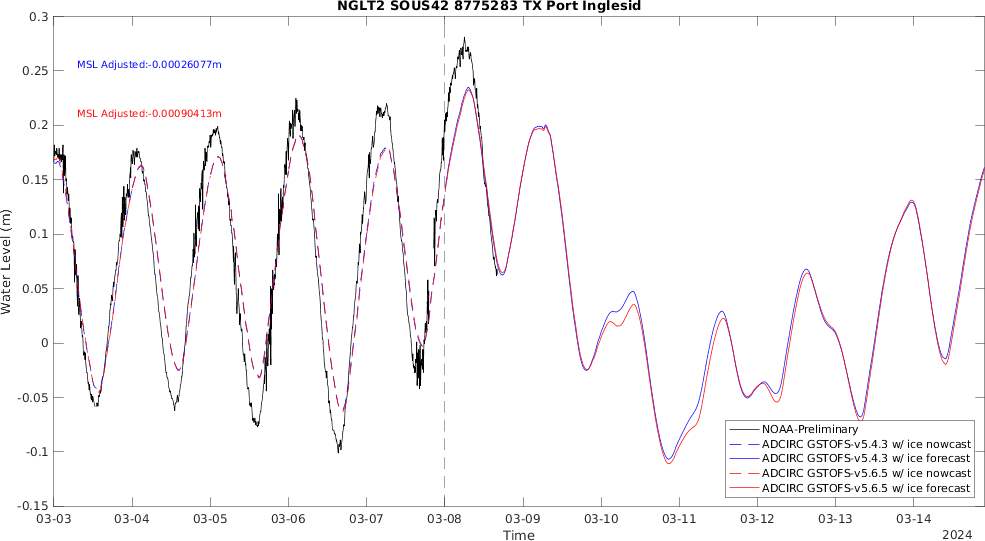 NGLT2 SOUS42 8775283 TX Port Inglesid
0.3
0.25
0.2
0.15
0.1
0.05
0
-0.05
-0.1
-0.15
Water Level (m)
MSL Adjusted:-0.00026077m
MSL Adjusted:-0.00090413m
NOAA-Preliminary
ADCIRC GSTOFS-v5.4.3 w/ ice nowcast
ADCIRC GSTOFS-v5.4.3 w/ ice forecast
ADCIRC GSTOFS-v5.6.5 w/ ice nowcast
ADCIRC GSTOFS-v5.6.5 w/ ice forecast
03-03 03-04 03-05 03-06 03-07 03-08 03-09 03-10 03-11 03-12 03-13 03-14
Time
2024